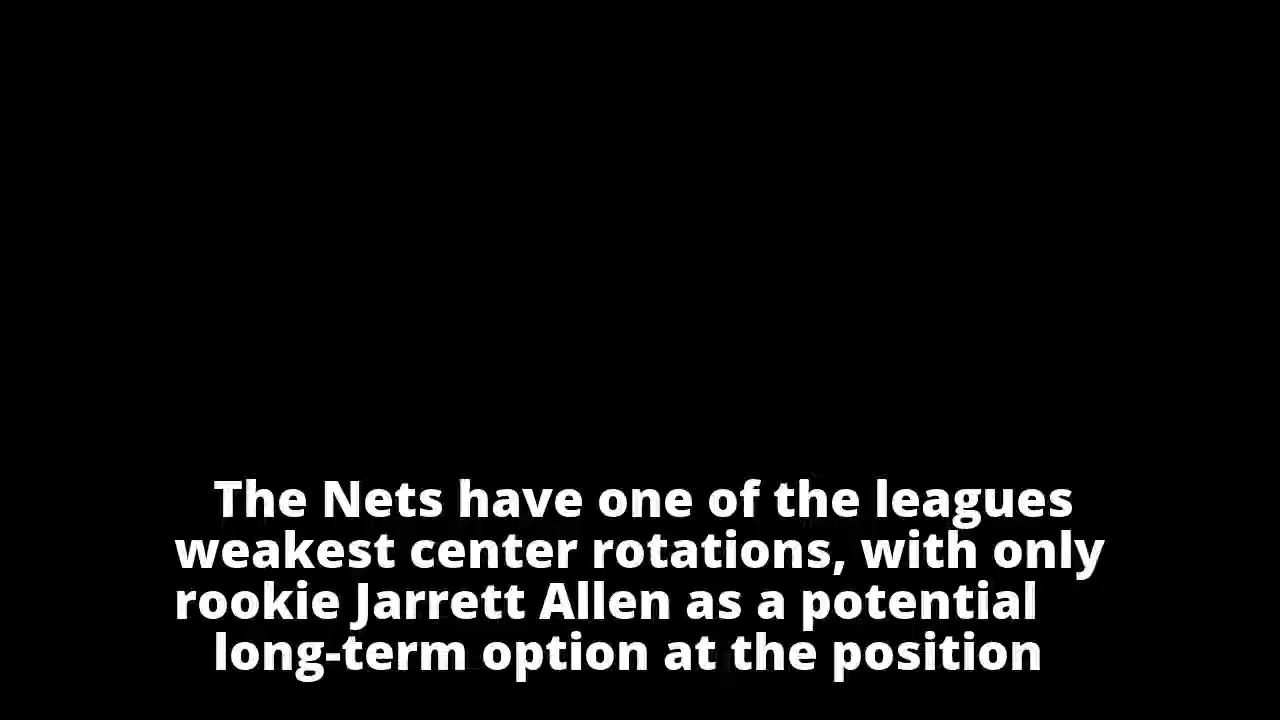 The Nets have one of the leagues
weakest center rotations, with only
rookie Jarrett Allen as a potential
long-term option at the position